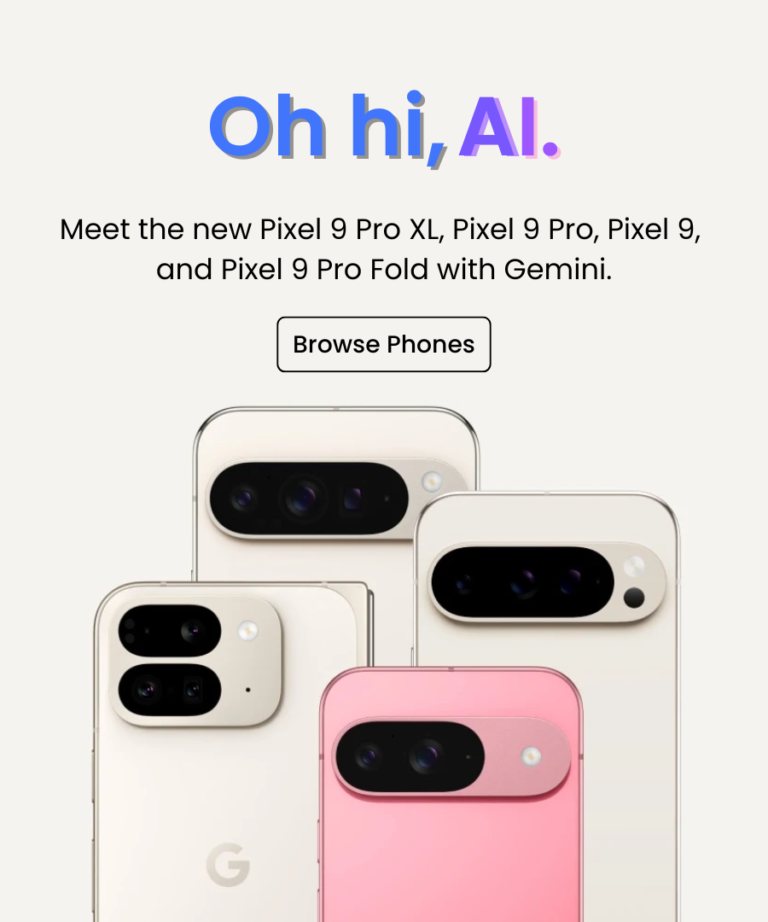 Oh hi, AI.
Meet the new Pixel 9 Pro XL, Pixel 9 Pro, Pixel 9,
and Pixel 9 Pro Fold with Gemini.
Browse Phones
G